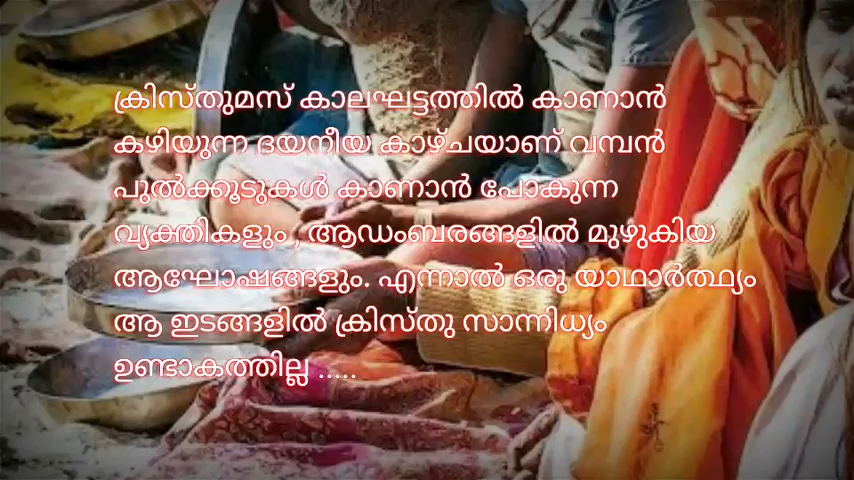 ക്രിസ്തുമസ് കാലഘട്ടത്തിൽ കാണാൻ
കഴിയുന്ന ദയനീയ കാഴ്ചയാണ് വമ്പൻ
പുൽക്കൂടുകൾ കാണാൻ പോകുന്ന
വ്യക്തികളും , ആഡംബരങ്ങളിൽ മുഴുകിയ
ആഘോഷങ്ങളും. എന്നാൽ ഒരു യാഥാർത്ഥ്യം
ആ ഇടങ്ങളിൽ ക്രിസ്തു സാന്നിധ്യം
ഉണ്ടാകത്തില്ല .....